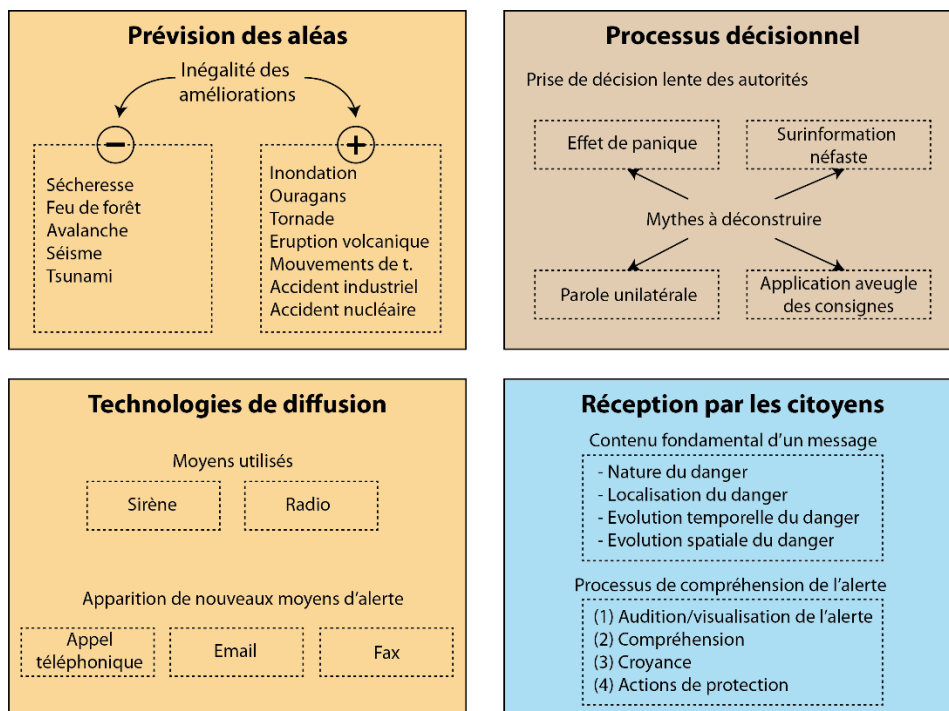 Prévision des aléas
Inégalité des
améliorations
−
+
Sécheresse
Feu de forêt
Avalanche
Séisme
Tsunami
Inondation
Ouragans
Tornade
Eruption volcanique
Mouvements de t.
Accident industriel
Accident nucléaire
Processus décisionnel
Prise de décision lente des autorités
Effet de panique
Surinformation
néfaste
Mythes à déconstruire
Parole unilatérale
Application aveugle
des consignes
Technologies de diffusion
Moyens utilisés
Sirène
Radio
Apparition de nouveaux moyens d'alerte
Appel
téléphonique
Email
Fax
Réception par les citoyens
Contenu fondamental d'un message
- Nature du danger
- Localisation du danger
- Evolution temporelle du danger
- Evolution spatiale du danger
Processus de compréhension de l'alerte
(1) Audition/visualisation de l'alerte
(2) Compréhension
(3) Croyance
(4) Actions de protection